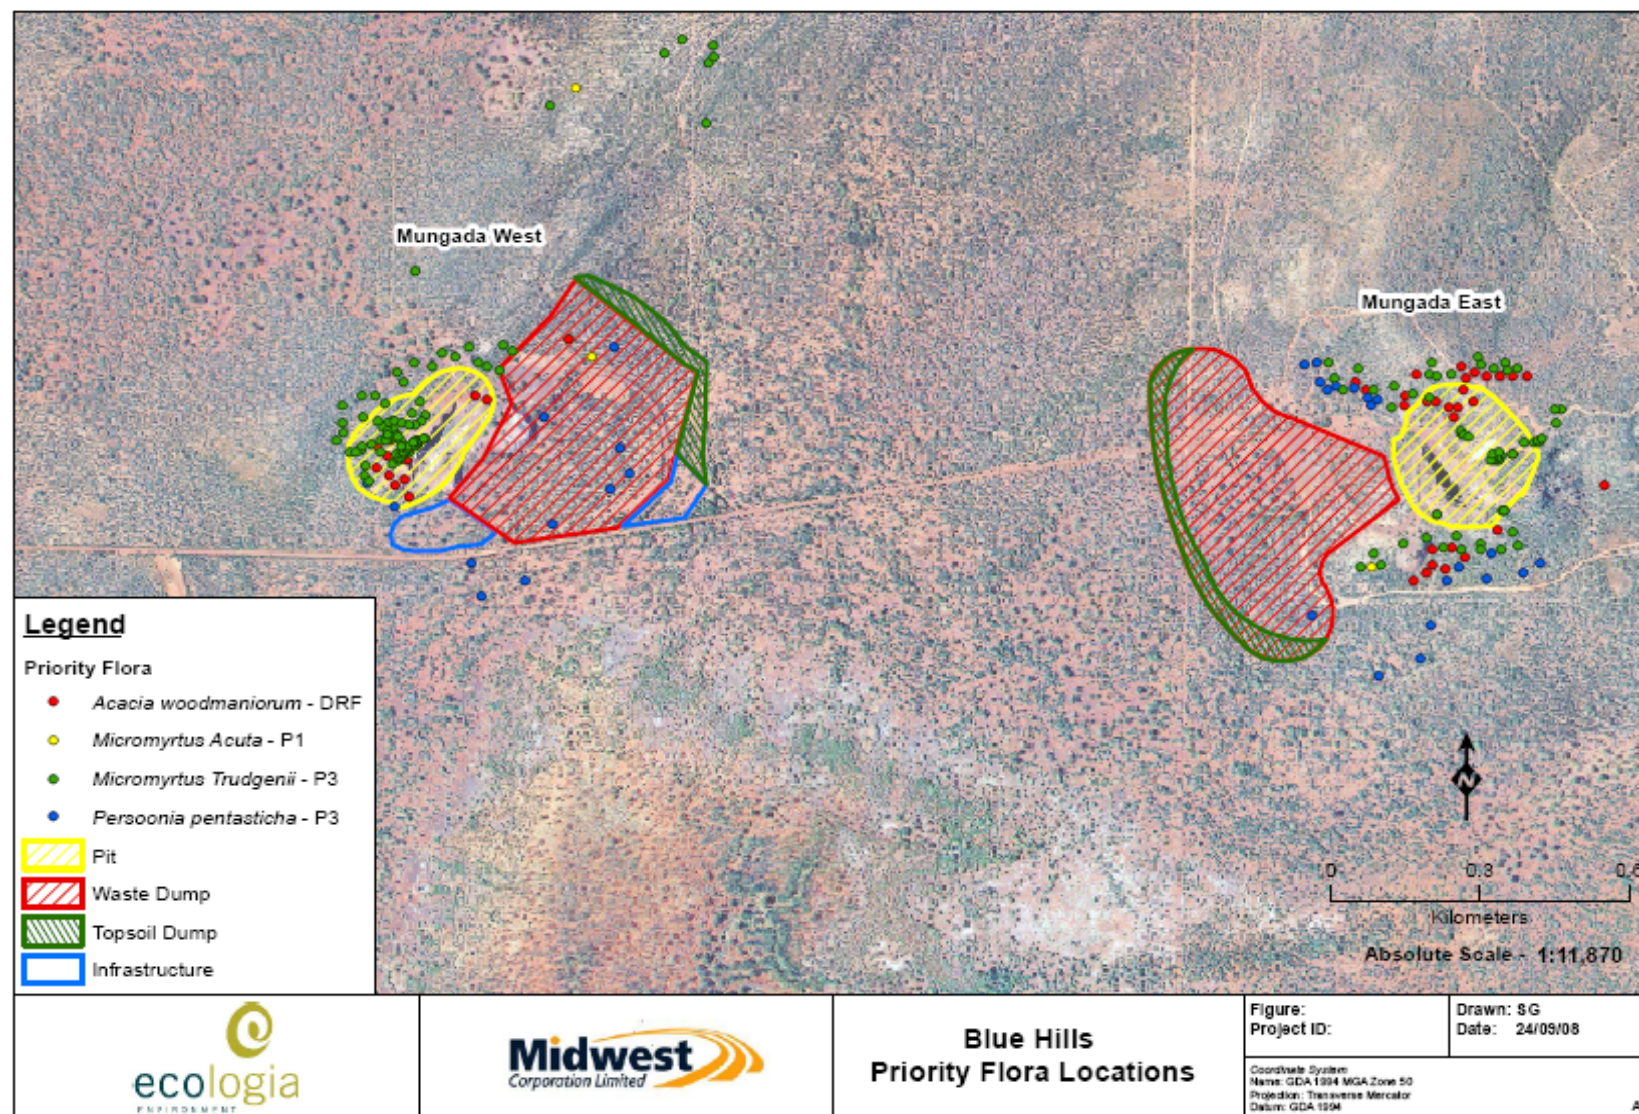 Mungada West
Mungada East
Legend
Priority Flora
Acacia woodmaniorum - DRF
Micromyrtus Acuta - P1
Micromyrtus Trudgenii - P3
Persoonia pentasticha - P3
Pit
Waste Dump
Topsoil Dump
Infrastructure
N
0 0.3 0.6
Kilometers
Absolute Scale - 1:11,870
ecologia
ENVIRONMENT
Midwest
Corporation Limited
Blue Hills
Priority Flora Locations
Figure:
Project ID:
Drawn: SG
Date: 24/09/08
Coordinate System
Name: GDA 1994 MGA Zone 50
Projection: Transverse Mercator
Datum: GDA 1994